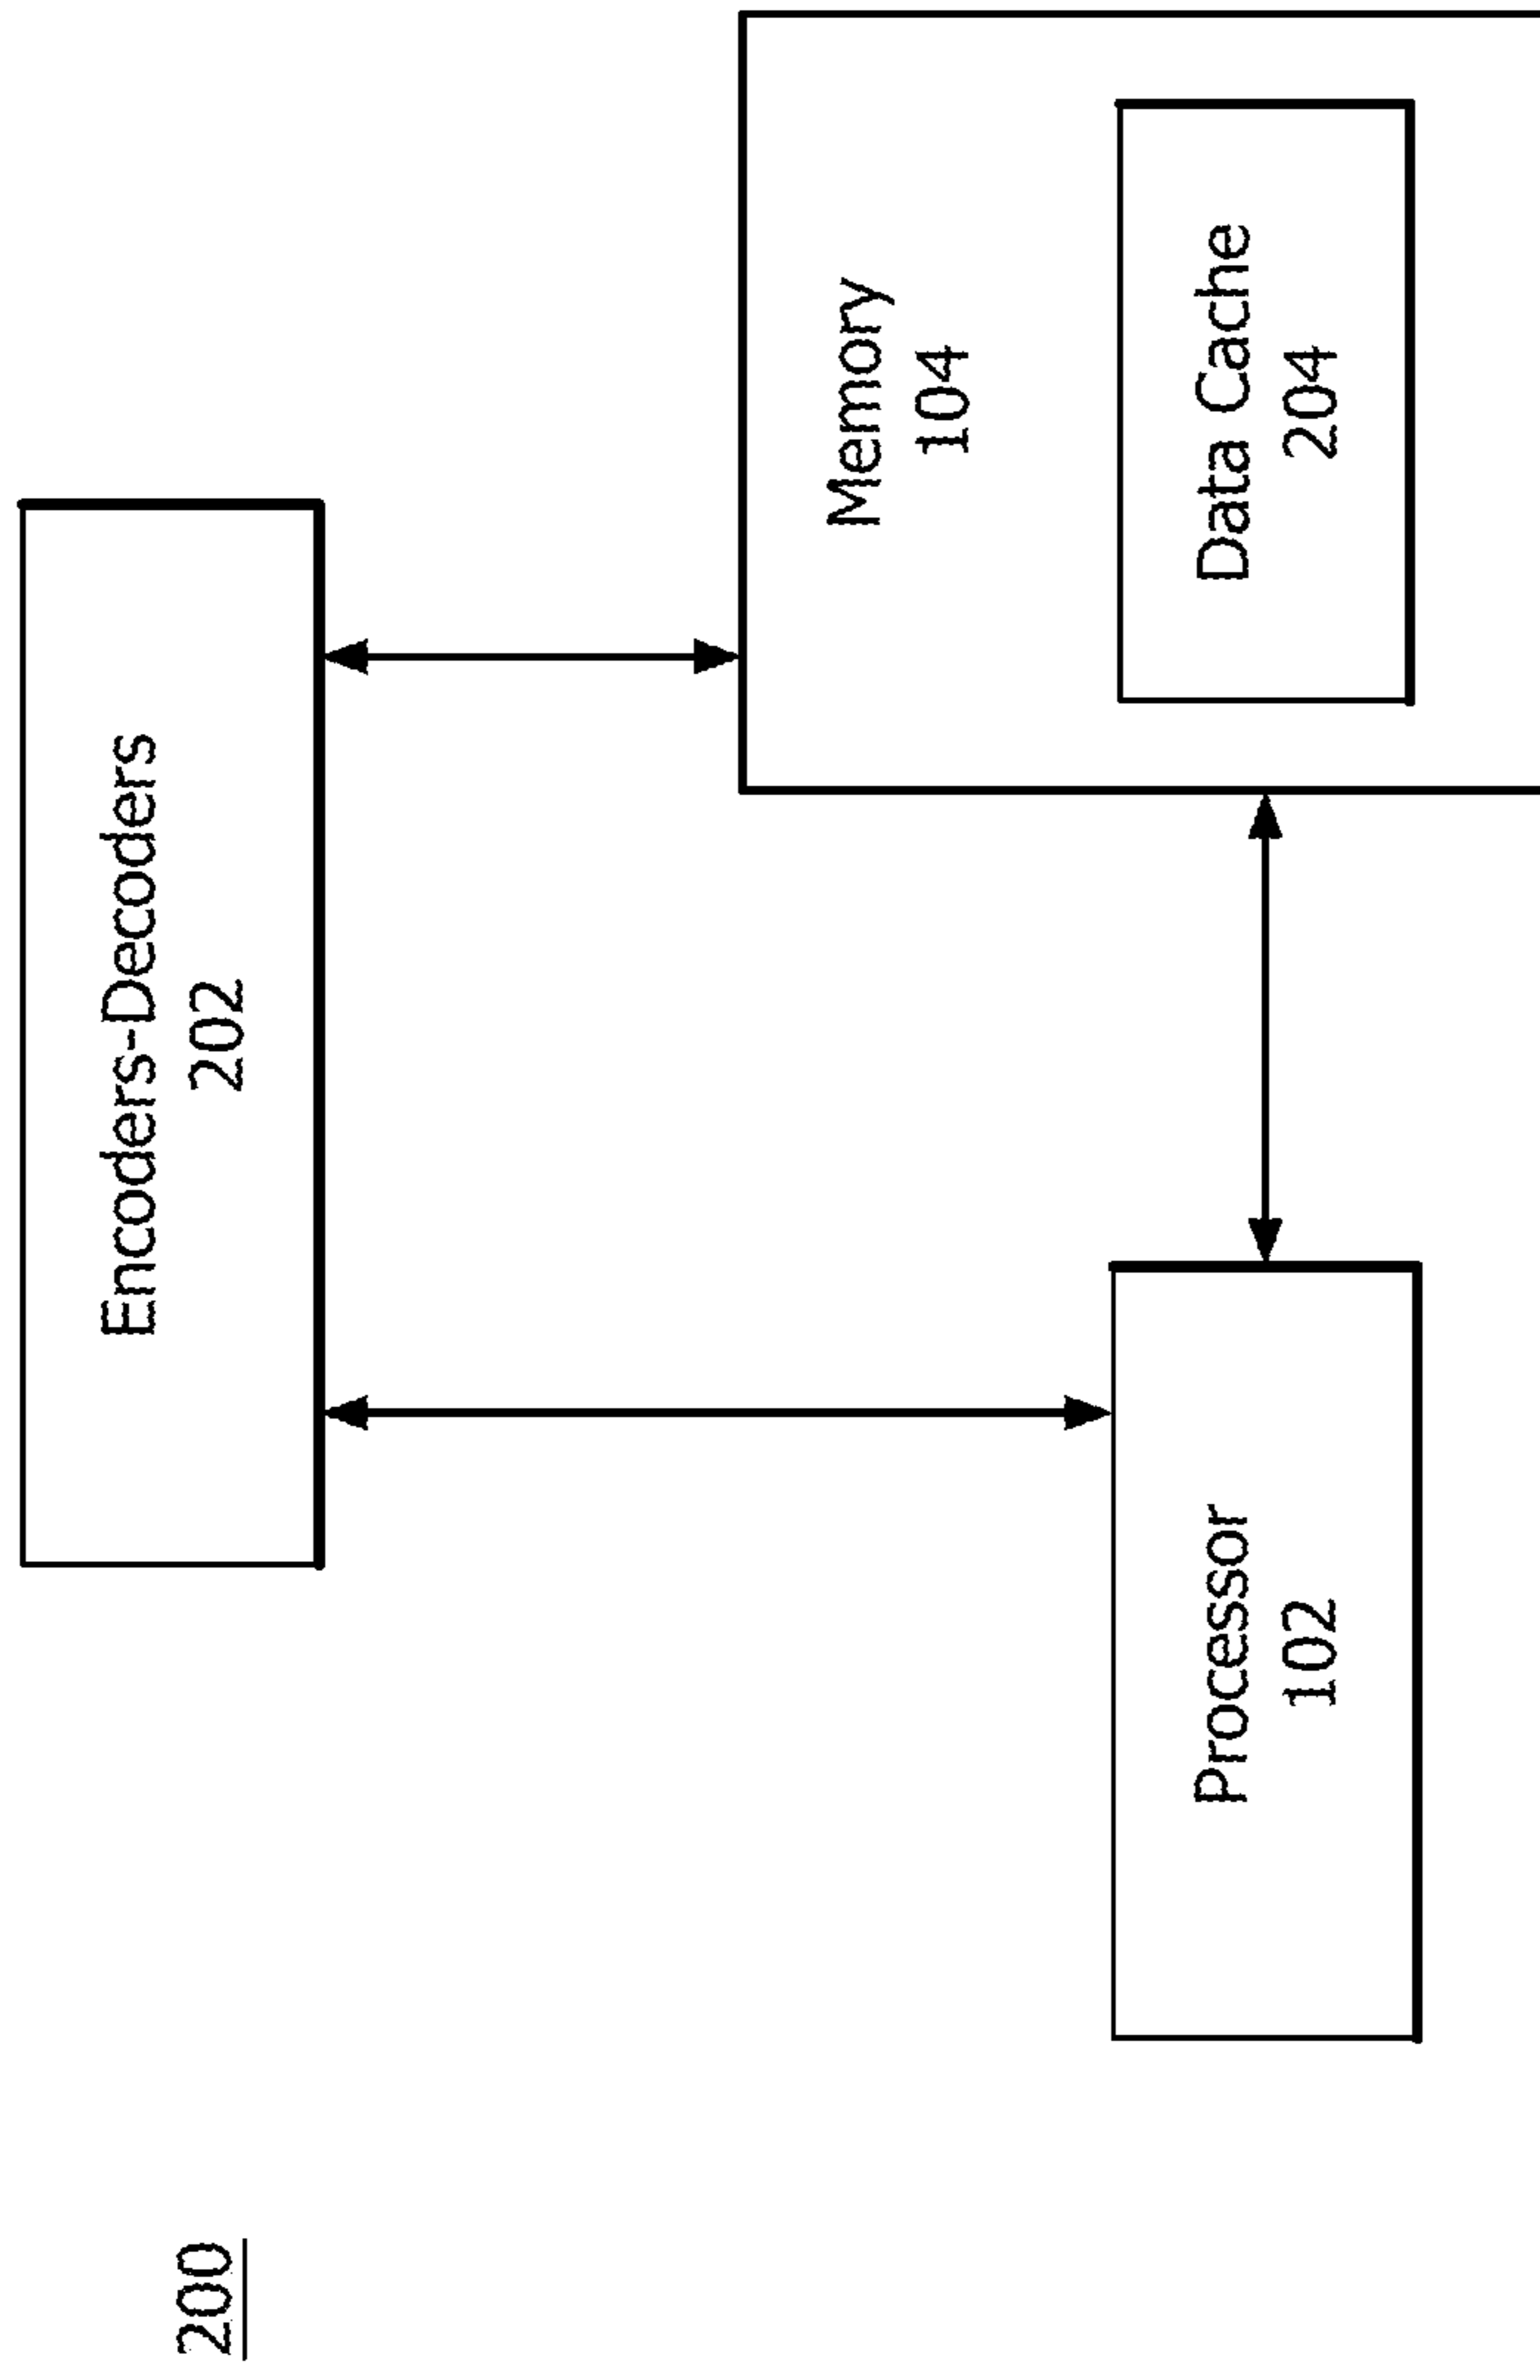 200
Encoders-Decoders
202
Memory
104
Processor
102
Data Cache
204